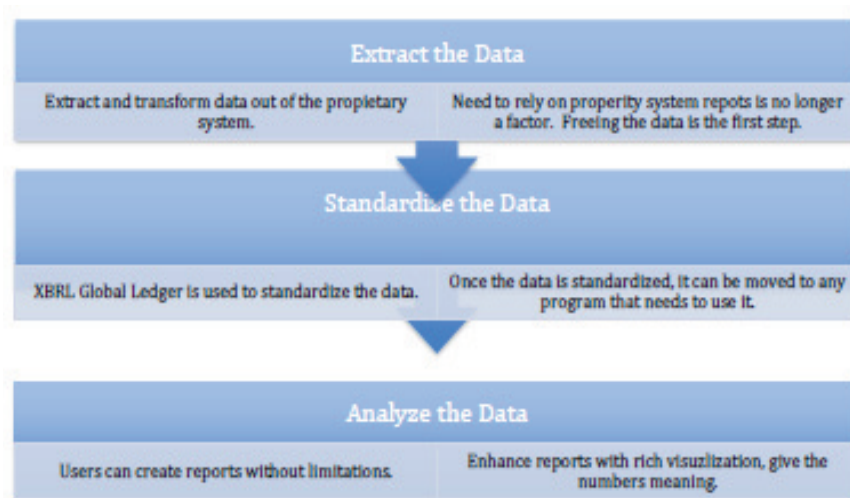 Extract the Data
Extract and transform data out of the propietary
system.
Need to rely on properity system repots is no longer
a factor. Freeing the data is the first step.
Standardize the Data
XBRL Global Ledger is used to standardize the data.
Once the data is standardized, it can be moved to any
program that needs to use it.
Analyze the Data
Users can create reports without limitations.
Enhance reports with rich visuzlization, give the
numbers meaning.